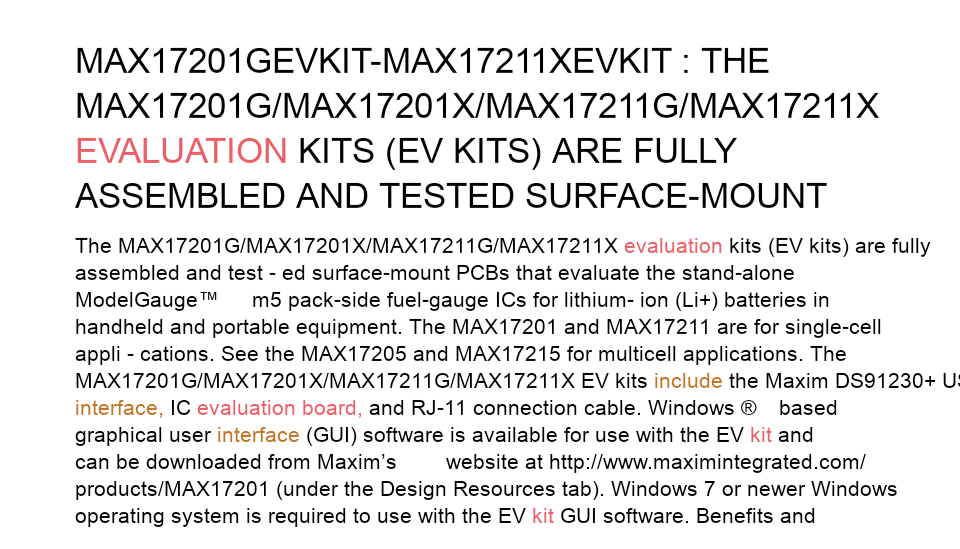 MAX17201GEVKIT-MAX17211XEVKIT : THE
MAX17201G/MAX17201X/MAX17211G/MAX17211X
EVALUATION KITS (EV KITS) ARE FULLY
ASSEMBLED AND TESTED SURFACE-MOUNT
The MAX17201G/MAX17201X/MAX17211G/MAX17211X evaluation kits (EV kits) are fully
assembled and test - ed surface-mount PCBs that evaluate the stand-alone
ModelGauge™ m5 pack-side fuel-gauge ICs for lithium- ion (Li+) batteries in
handheld and portable equipment. The MAX17201 and MAX17211 are for single-cell
appli - cations. See the MAX17205 and MAX17215 for multicell applications. The
MAX17201G/MAX17201X/MAX17211G/MAX17211X EV kits include the Maxim DS91230+
interface, IC evaluation board, and RJ-11 connection cable. Windows ® based
graphical user interface (GUI) software is available for use with the EV kit and
can be downloaded from Maxim’s website at http://www.maximintegrated.com/
products/MAX17201 (under the Design Resources tab). Windows 7 or newer Windows
operating system is required to use with the EV kit GUI software. Benefits and